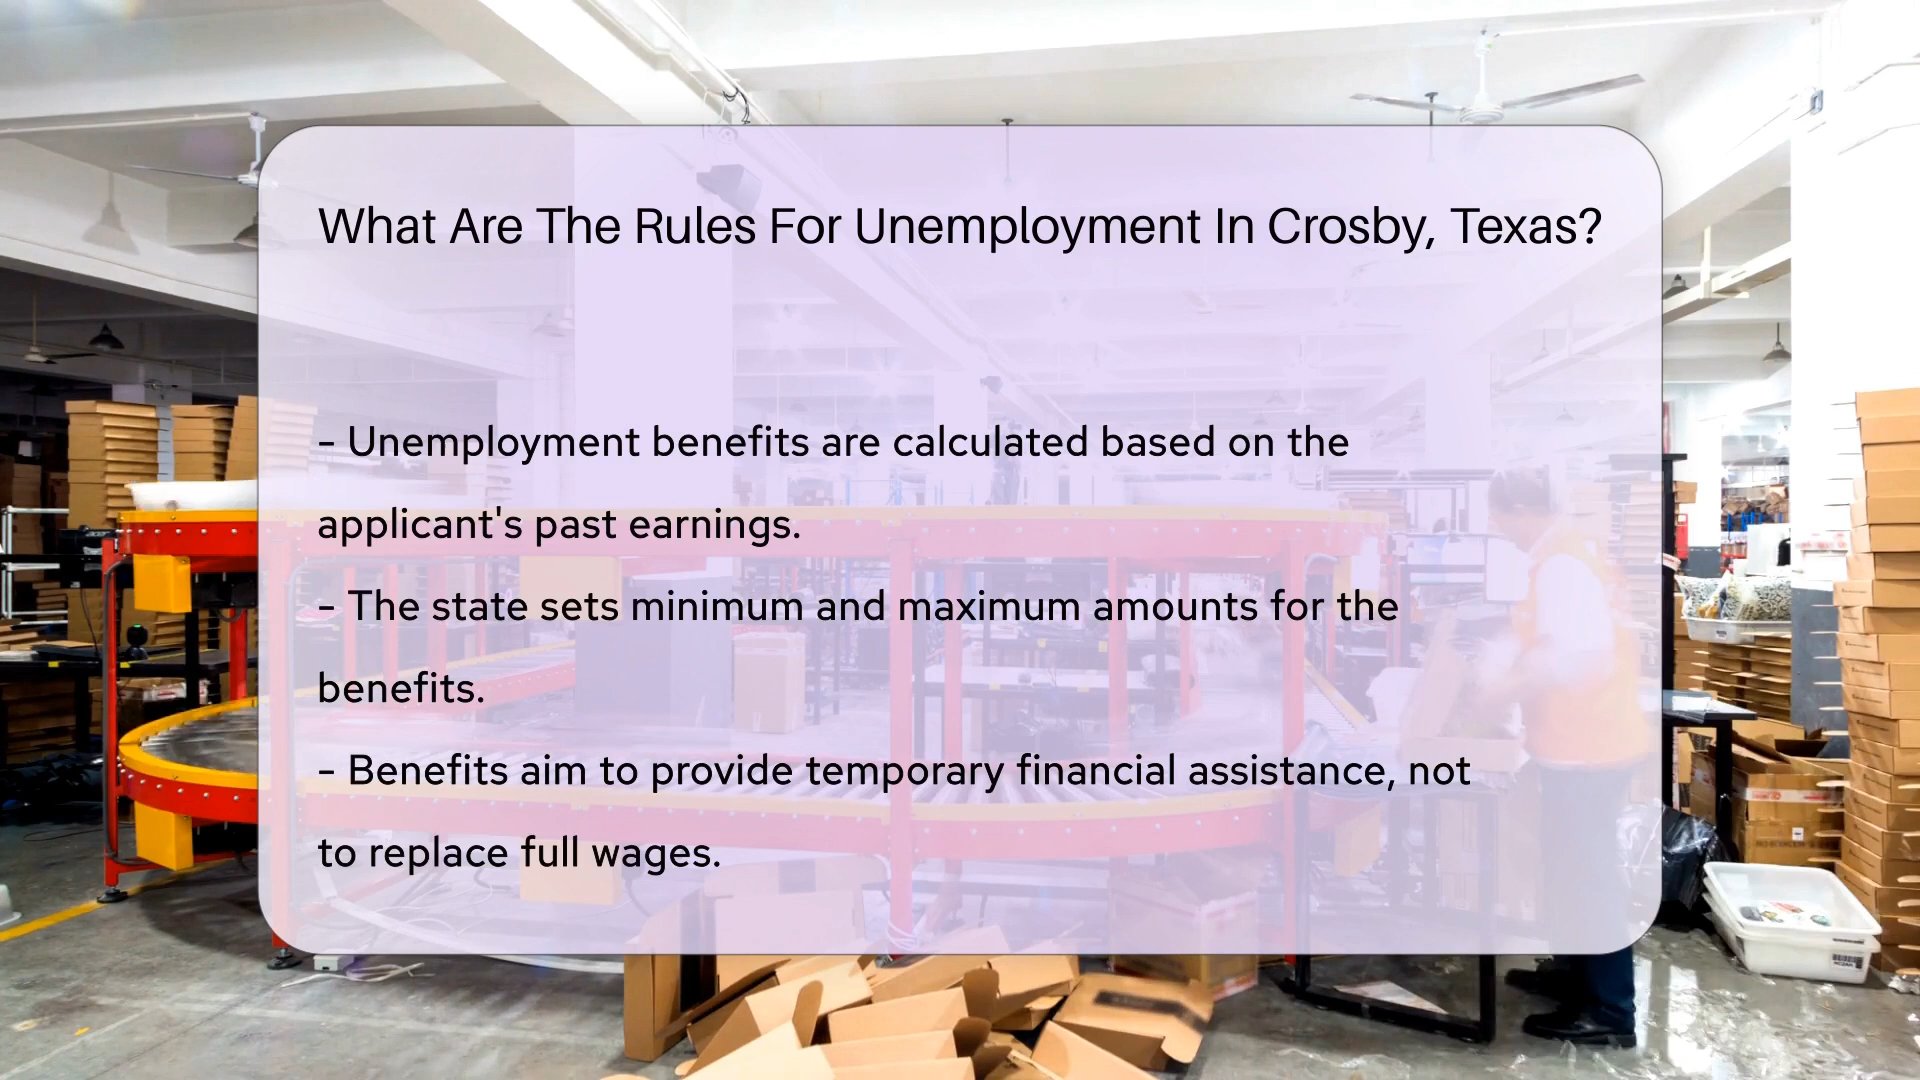 What Are The Rules For Unemployment In Crosby, Texas?
- Unemployment benefits are calculated based on the
applicant's past earnings.
- The state sets minimum and maximum amounts for the
benefits.
- Benefits aim to provide temporary financial assistance, not
to replace full wages.